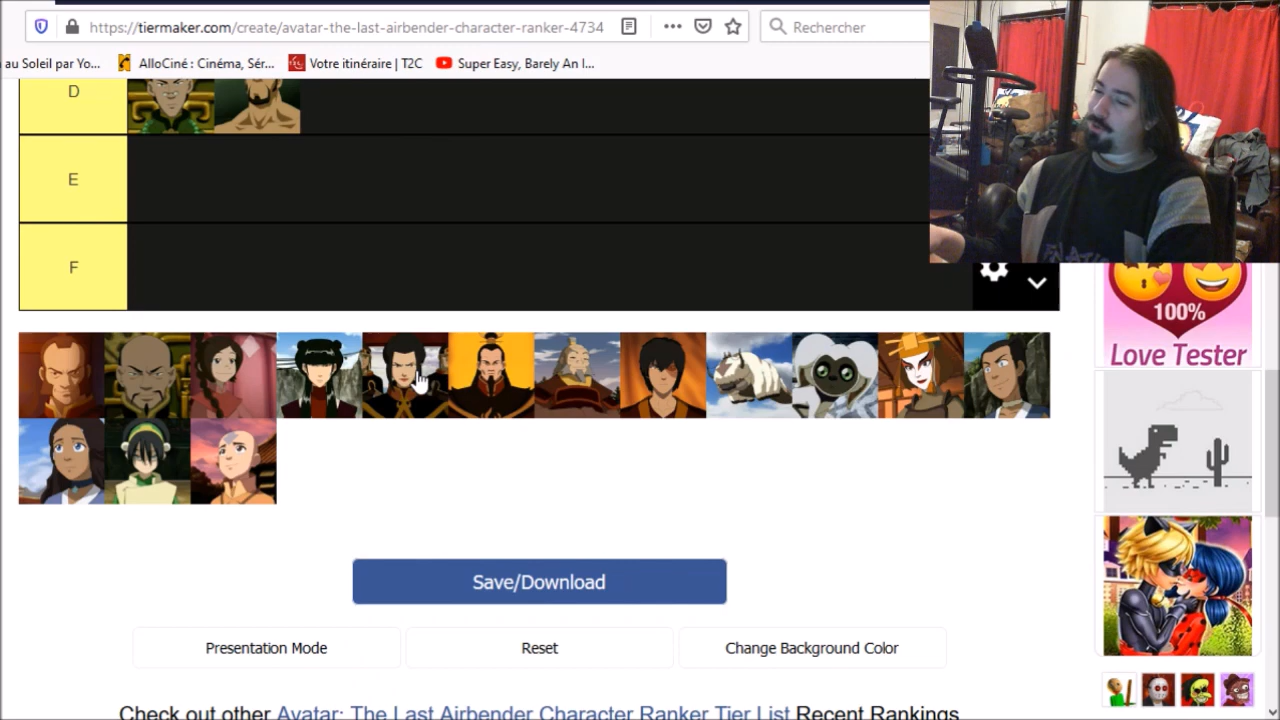 https://tiermaker.com/create/avatar-the-last-airbender-character-ranker-4734
Rechercher
au Soleil par Yo...
AlloCiné : Cinéma, Sér...
Votre itinéraire | T2C
Super Easy, Barely An I...
D
E
F
100%
Love Tester
Save/Download
Presentation Mode
Reset
Change Background Color
Check out other Avatar: The Last Airbender Character Ranker Tier List Recent Rankings